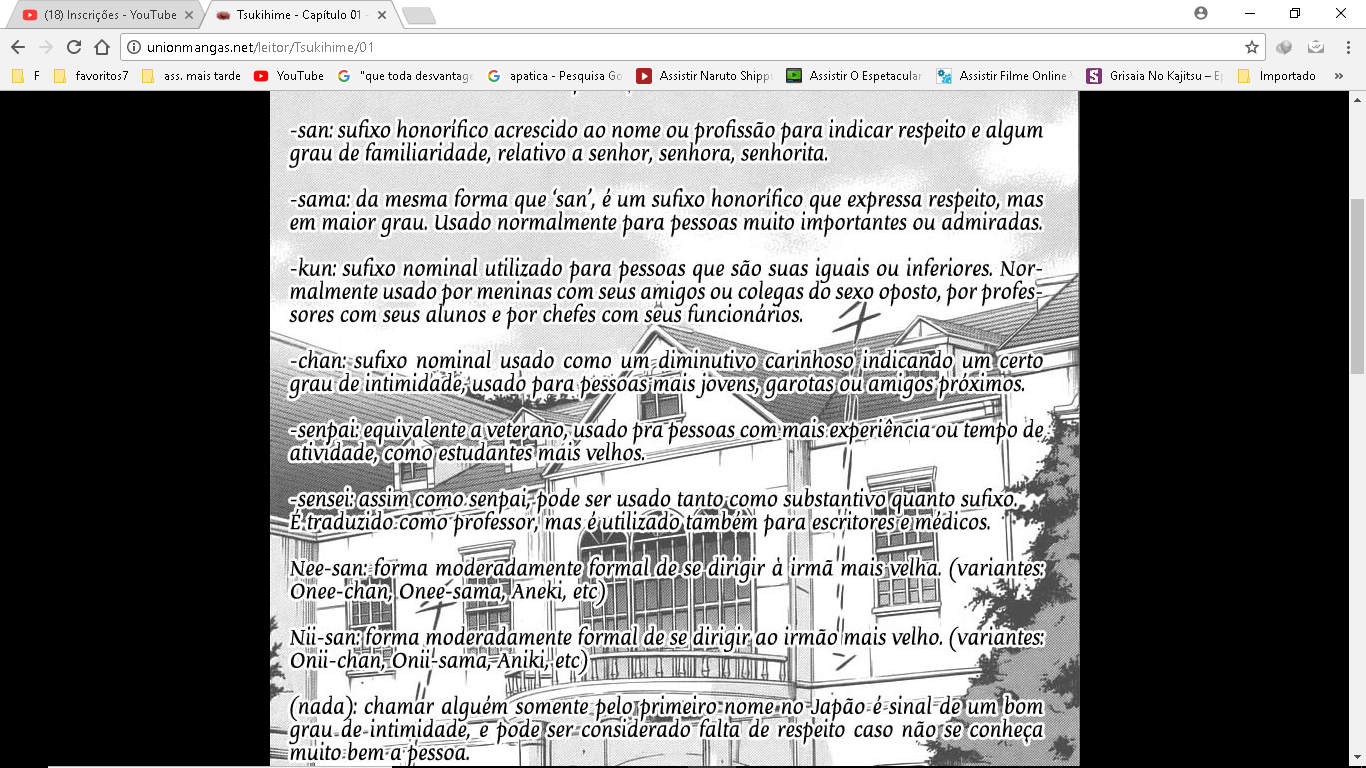 (18) Inscrições - YouTube
Tsukihime - Capítulo 01 -
unionmangas.net/leitor/Tsukihime/01
F
favoritos7
ass. mais tarde
YouTube
"que toda desvantage
apatica - Pesquisa Go
Assistir Naruto Shippu
Assistir O Espetacular
Assistir Filme Online
Grisaia No Kajitsu – E
Importado
-san: sufixo honorífico acrescido ao nome ou profissão para indicar respeito e algum
grau de familiaridade, relativo a senhor, senhora, senhorita.
-sama: da mesma forma que ‘san’, é um sufixo honorífico que expressa respeito, mas
em maior grau. Usado normalmente para pessoas muito importantes ou admiradas.
-kun: sufixo nominal utilizado para pessoas que são suas iguais ou inferiores. Nor-
malmente usado por meninas com seus amigos ou colegas do sexo oposto, por profes-
sores com seus alunos e por chefes com seus funcionários.
-chan: sufixo nominal usado como um diminutivo carinhoso indicando um certo
grau de intimidade, usado para pessoas mais jovens, garotas ou amigos próximos.
-senpai: equivalente a veterano, usado pra pessoas com mais experiência ou tempo de
atividade, como estudantes mais velhos.
-sensei: assim como senpai, pode ser usado tanto como substantivo quanto sufixo.
É traduzido como professor, mas é utilizado também para escritores e médicos.
Nee-san: forma moderadamente formal de se dirigir à irmã mais velha. (variantes:
Onee-chan, Onee-sama, Aneki, etc)
Nii-san: forma moderadamente formal de se dirigir ao irmão mais velho. (variantes:
Onii-chan, Onii-sama, Aniki, etc)
(nada): chamar alguém somente pelo primeiro nome no Japão é sinal de um bom
grau de intimidade, e pode ser considerado falta de respeito caso não se conheça
muito bem a pessoa.